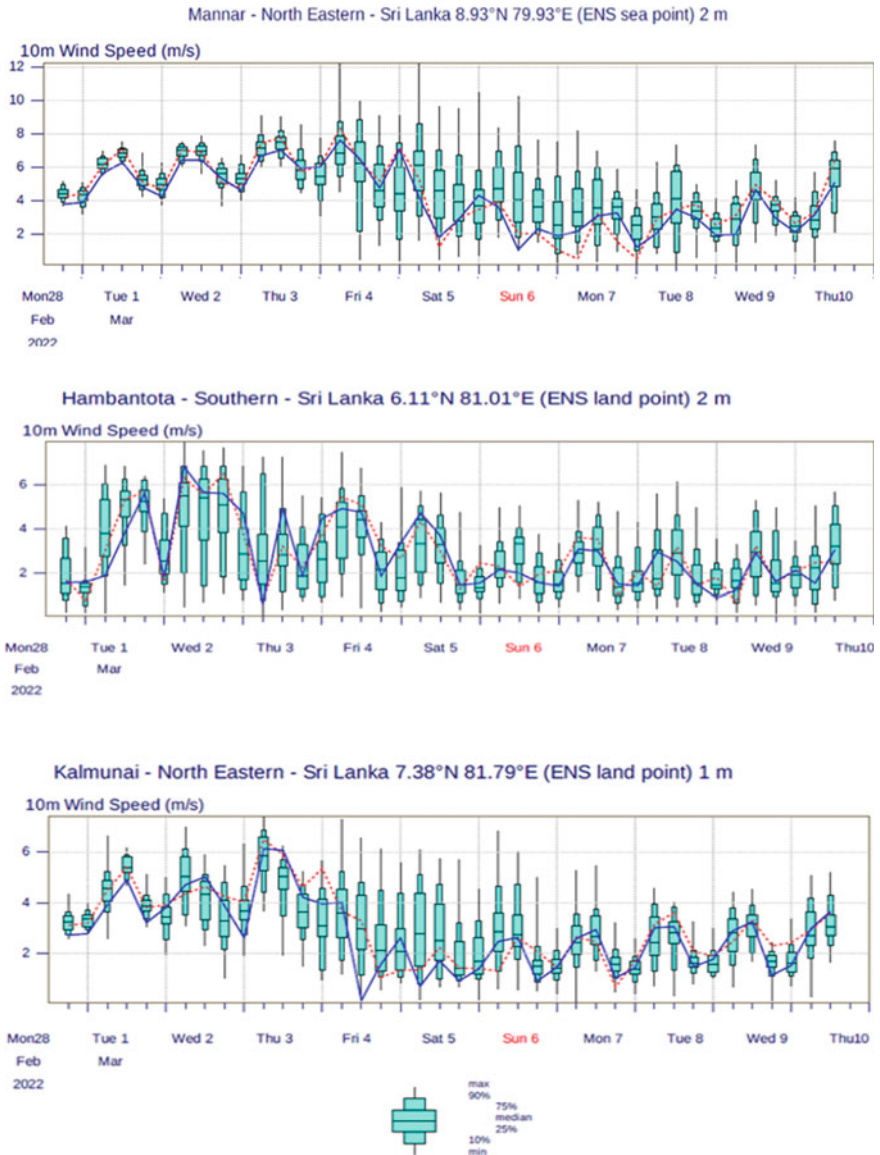 Mannar - North Eastern - Sri Lanka 8.93°N 79.93°E (ENS sea point) 2 m
10m Wind Speed (m/s)
12
10
8
6
4
2
Mon28 Tue 1 Wed 2 Thu 3 Fri 4 Sat 5 Sun 6 Mon 7 Tue 8 Wed 9 Thu10
Feb Mar
2022
Hambantota - Southern - Sri Lanka 6.11°N 81.01°E (ENS land point) 2 m
10m Wind Speed (m/s)
6
4
2
Mon28 Tue 1 Wed 2 Thu 3 Fri 4 Sat 5 Sun 6 Mon 7 Tue 8 Wed 9 Thu10
Feb Mar
2022
Kalmunai - North Eastern - Sri Lanka 7.38°N 81.79°E (ENS land point) 1 m
10m Wind Speed (m/s)
6
4
2
Mon28 Tue 1 Wed 2 Thu 3 Fri 4 Sat 5 Sun 6 Mon 7 Tue 8 Wed 9 Thu10
Feb Mar
2022
max
90%
75%
median
25%
10%
min